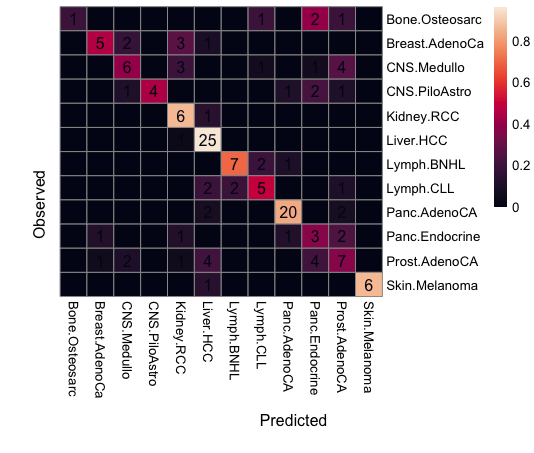 1 1 2 1 Bone.Osteosarc
5 2 3 1 Breast.AdenoCa
6 3 1 1 4 CNS.Medullo
1 4 1 2 1 CNS.PiloAstro
6 1 Kidney.RCC
1 25 Liver.HCC
7 2 1 Lymph.BNHL
2 2 5 1 Lymph.CLL
2 20 2 Panc.AdenoCA
1 1 1 3 2 Panc.Endocrine
1 2 1 4 4 7 Prost.AdenoCA
1 6 Skin.Melanoma
0.8
0.6
0.4
0.2
0
Observed
Bone.Osteosarc
Breast.AdenoCa
CNS.Medullo
CNS.PiloAstro
Kidney.RCC
Liver.HCC
Lymph.BNHL
Lymph.CLL
Panc.AdenoCA
Panc.Endocrine
Prost.AdenoCA
Skin.Melanoma
Predicted